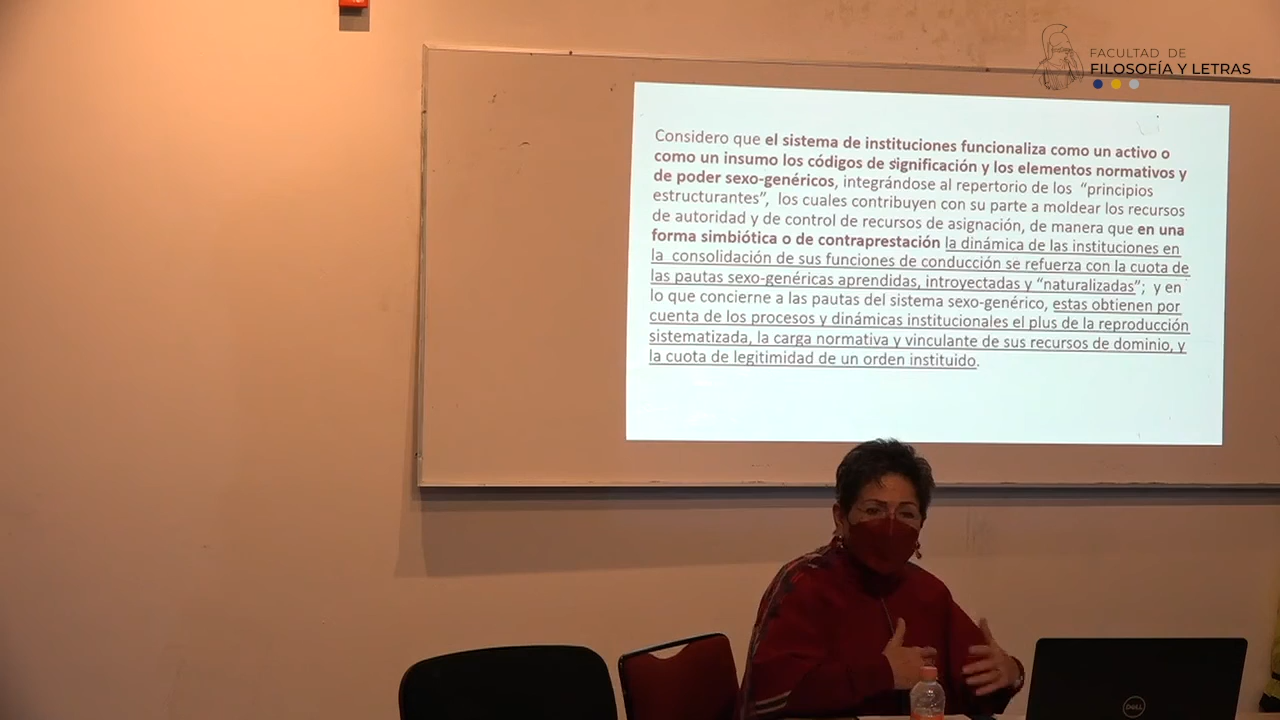 FACULTAD DE
FILOSOFÍA Y LETRAS
Considero que el sistema de instituciones funcionaliza como un activo o
como un insumo los códigos de significación y los elementos normativos y
de poder sexo-genéricos, integrándose al repertorio de los “principios
estructurantes”, los cuales contribuyen con su parte a moldear los recursos
de autoridad y de control de recursos de asignación, de manera que en una
forma simbiótica o de contraprestación la dinámica de las instituciones en
la consolidación de sus funciones de conducción se refuerza con la cuota de
las pautas sexo-genéricas aprendidas, introyectadas y “naturalizadas”; y en
lo que concierne a las pautas del sistema sexo-genérico, estas obtienen por
cuenta de los procesos y dinámicas institucionales el plus de la reproducción
sistematizada, la carga normativa y vinculante de sus recursos de dominio, y
la cuota de legitimidad de un orden instituido.
DELL